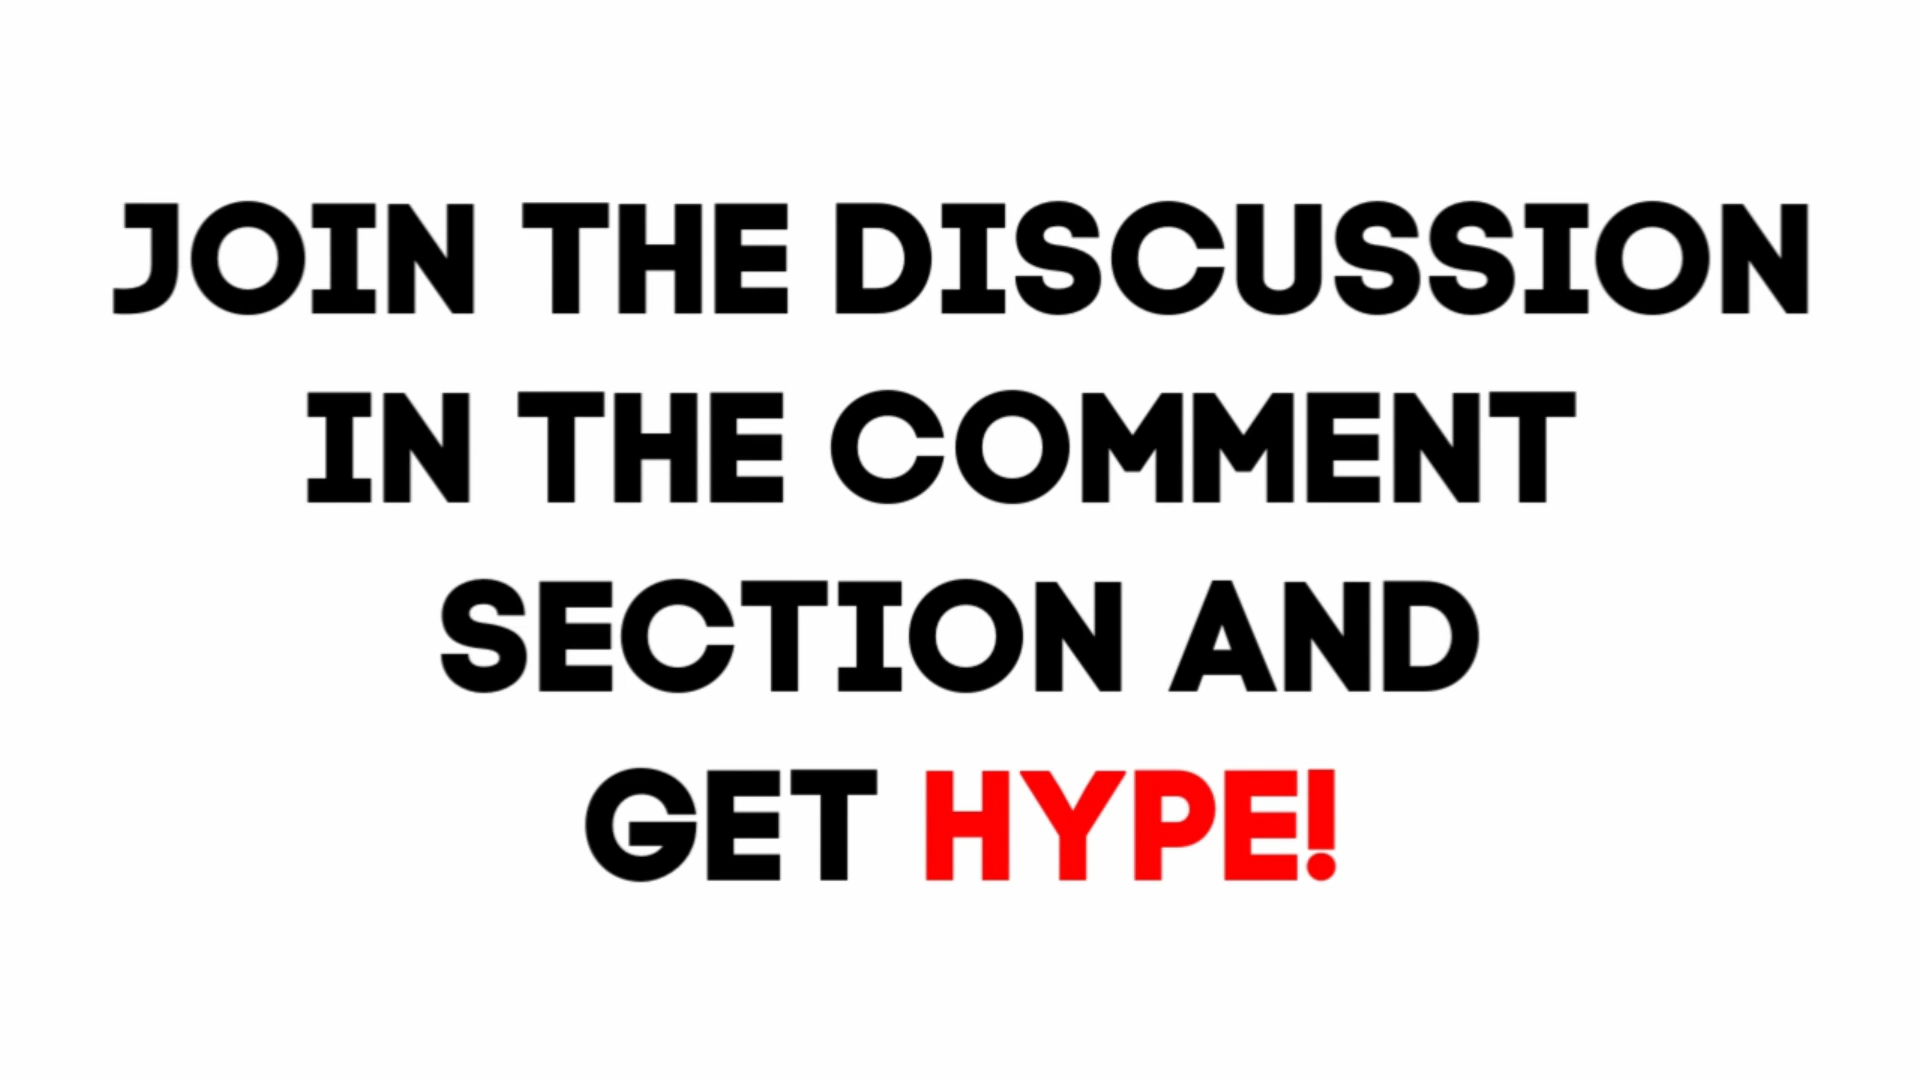 JOIN THE DISCUSSION
IN THE COMMENT
SECTION AND
GET HYPE!